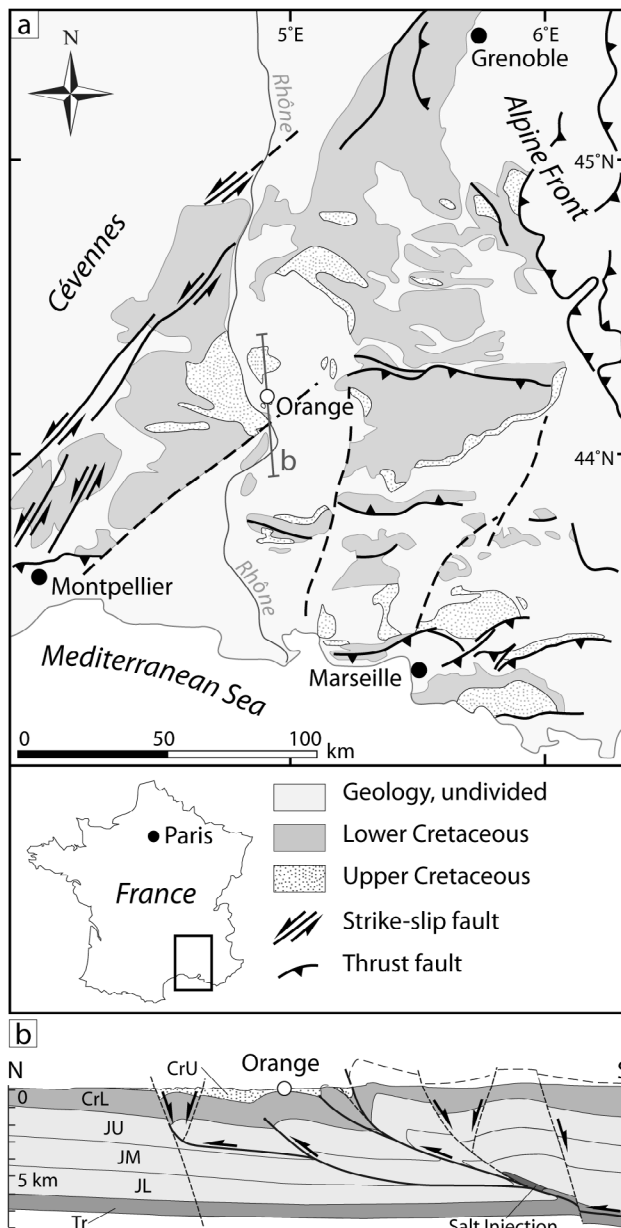 a
N
5˚E
6˚E
Grenoble
Rhône
Alpine Front
45˚N
Cévennes
Orange
b
44˚N
Montpellier
Rhône
Marseille
Mediterranean Sea
0 50 100
km
Paris
France
Geology, undivided
Lower Cretaceous
Upper Cretaceous
Strike-slip fault
Thrust fault
b
N
CrU
Orange
0
CrL
JU
JM
5 km
JL
Tr
Salt Injection